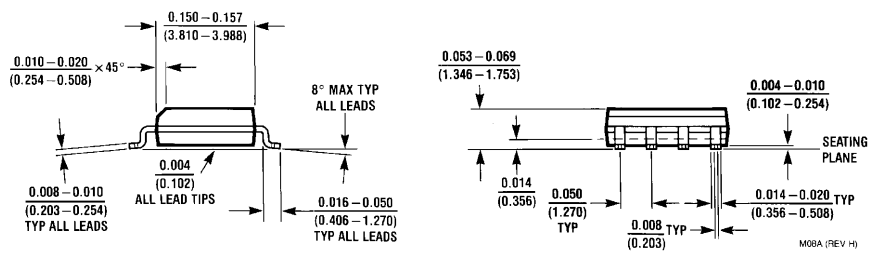 0.150 – 0.157
(3.810 – 3.988)
0.010 – 0.020
(0.254 – 0.508)
×45°
8° MAX TYP
ALL LEADS
0.004
(0.102)
ALL LEAD TIPS
0.008 – 0.010
(0.203 – 0.254)
TYP ALL LEADS
0.016 – 0.050
(0.406 – 1.270)
TYP ALL LEADS
0.053 – 0.069
(1.346 – 1.753)
0.004 – 0.010
(0.102 – 0.254)
SEATING
PLANE
0.014
(0.356)
0.050
(1.270)
TYP
0.014 – 0.020
(0.356 – 0.508)
TYP
0.008
(0.203)
TYP
M08A (REV H)